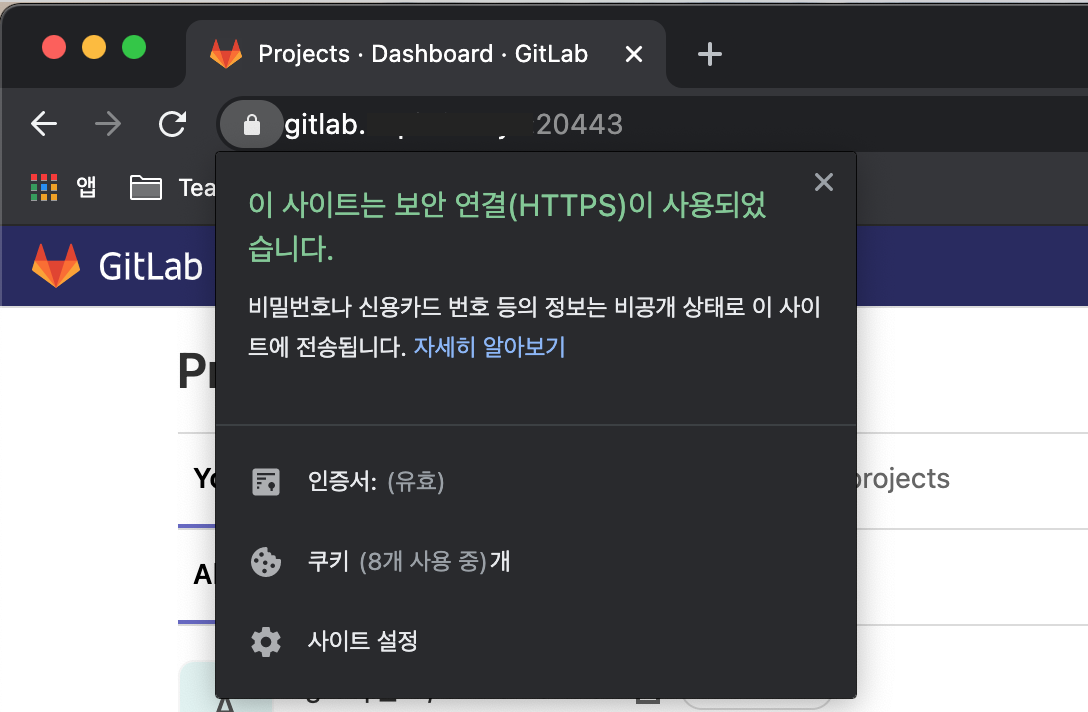 Projects · Dashboard · GitLab
gitlab. 20443
앱 Tea
이 사이트는 보안 연결(HTTPS)이 사용되었
습니다.
GitLab
비밀번호나 신용카드 번호 등의 정보는 비공개 상태로 이 사이
트에 전송됩니다. 자세히 알아보기
Pr
인증서: (유효)
Yo
projects
쿠키 (8개 사용 중)개
Al
사이트 설정
A